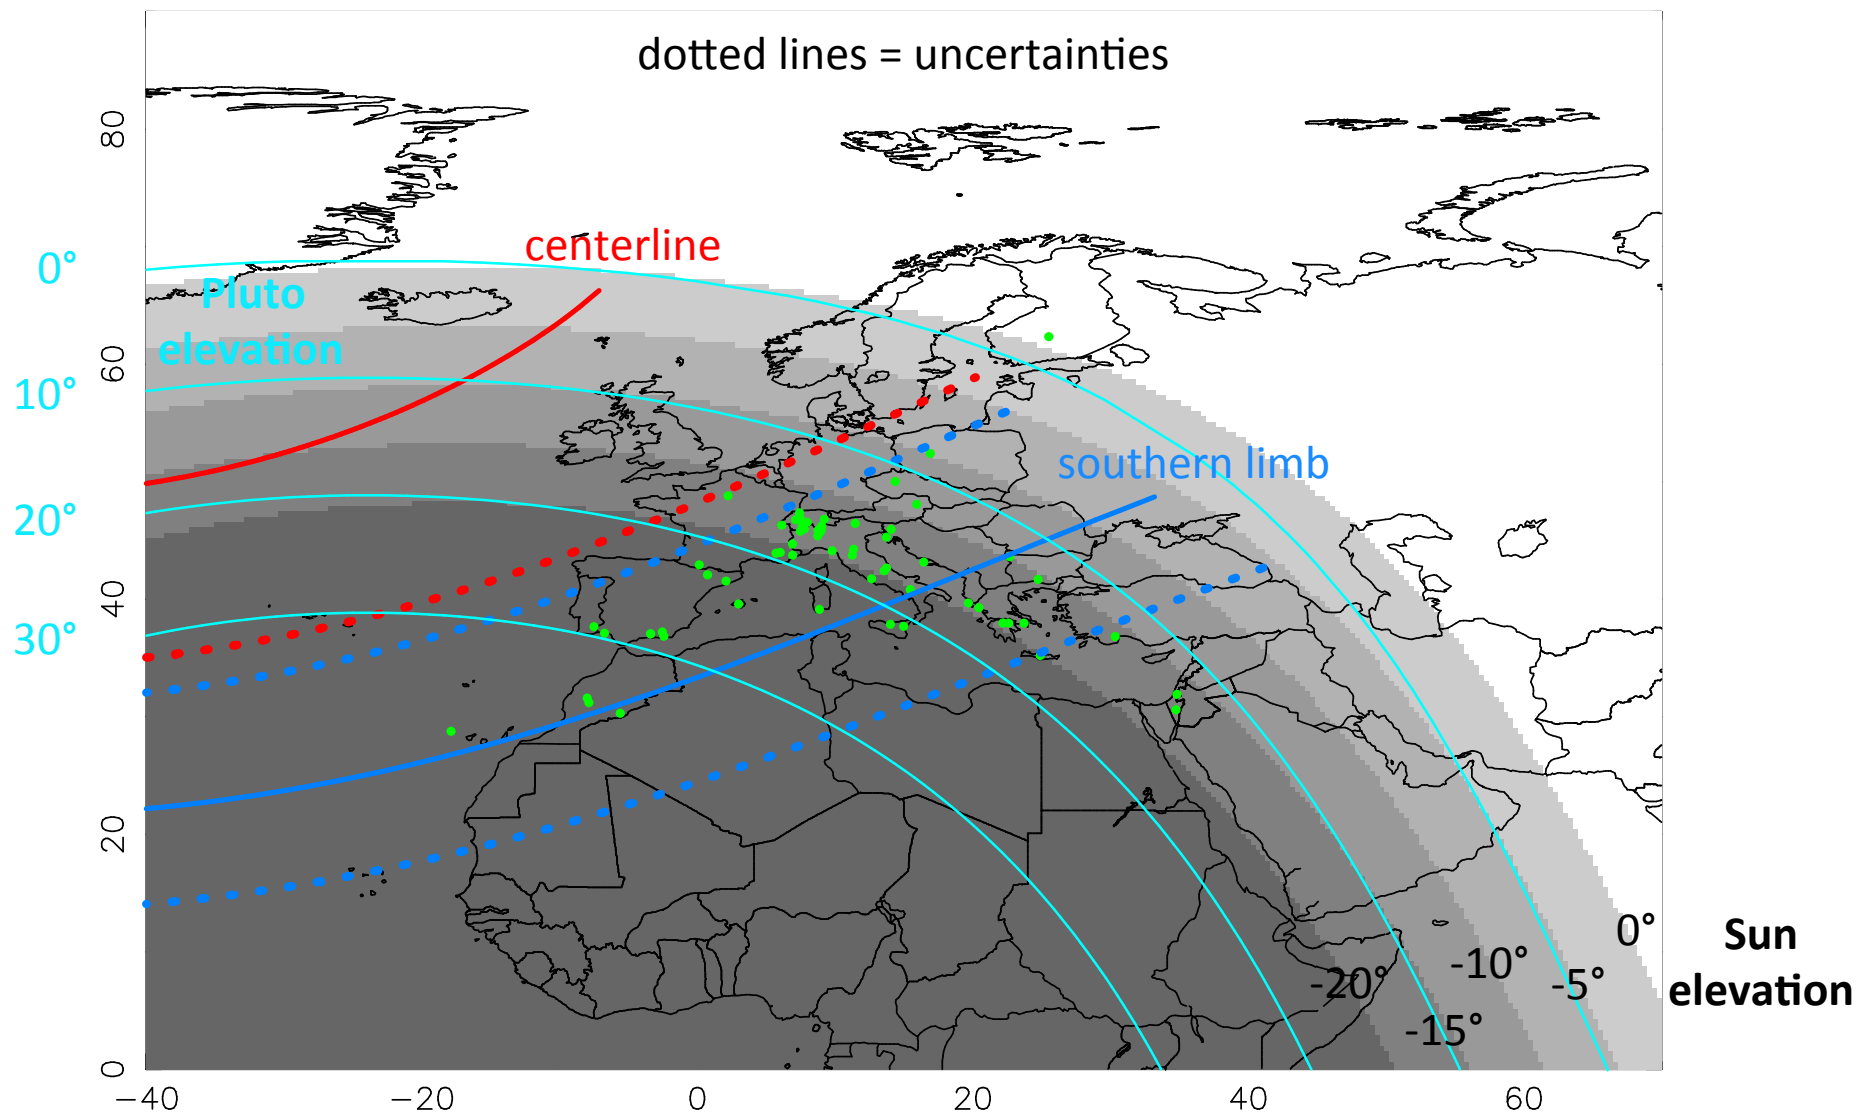 dotted lines = uncertainties
80
centerline
0°
Pluto
elevation
60
10°
southern limb
20°
40
30°
20
0°
Sun
-10°
-20°
-5°
elevation
-15°
0
−40
−20
0
20
40
60